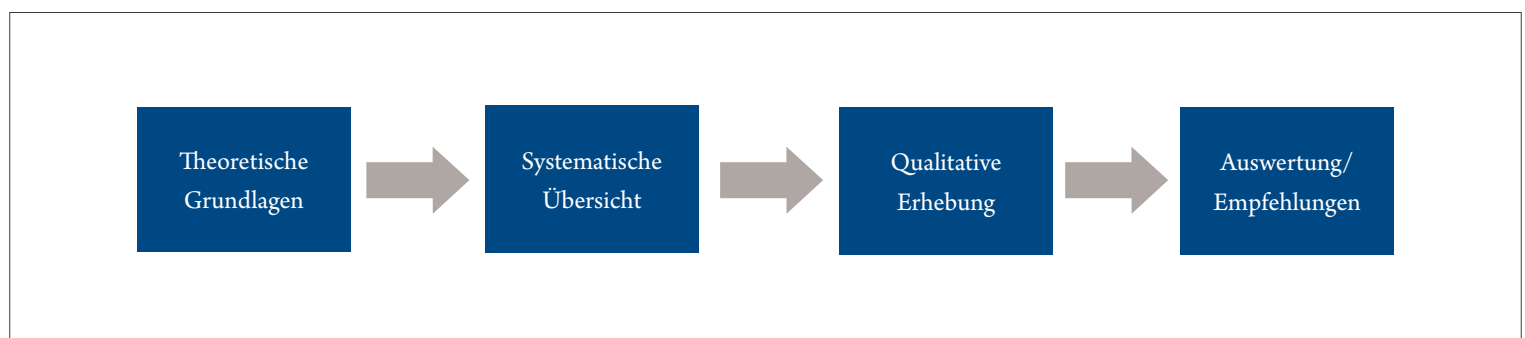 Theoretische
Grundlagen
Systematische
Übersicht
Qualitative
Erhebung
Auswertung/
Empfehlungen